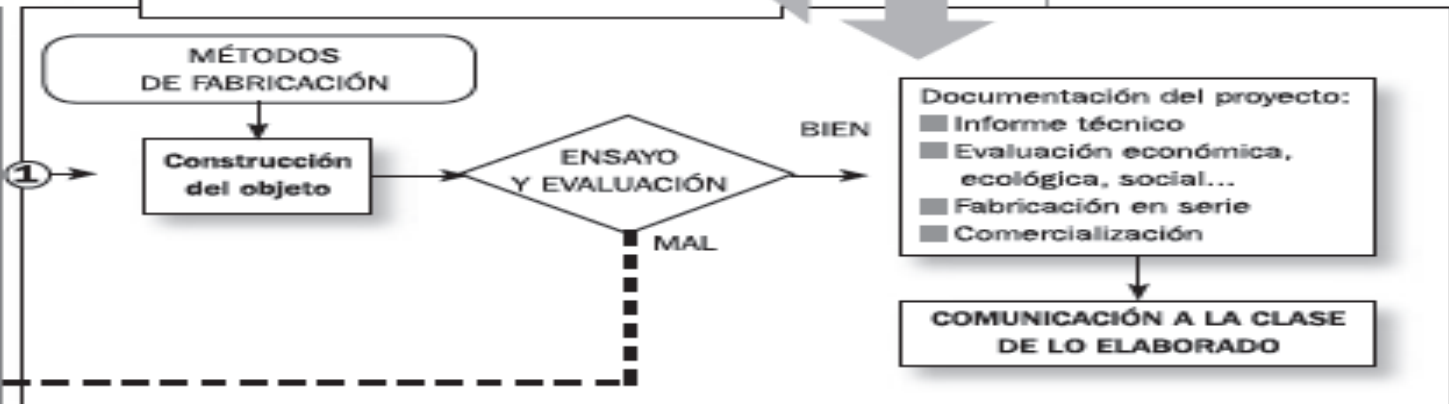 MÉTODOS
DE FABRICACIÓN
1
Construcción
del objeto
ENSAYO
Y EVALUACIÓN
BIEN
MAL
Documentación del proyecto:
Informe técnico
Evaluación económica,
ecológica, social...
Fabricación en serie
Comercialización
COMUNICACIÓN A LA CLASE
DE LO ELABORADO